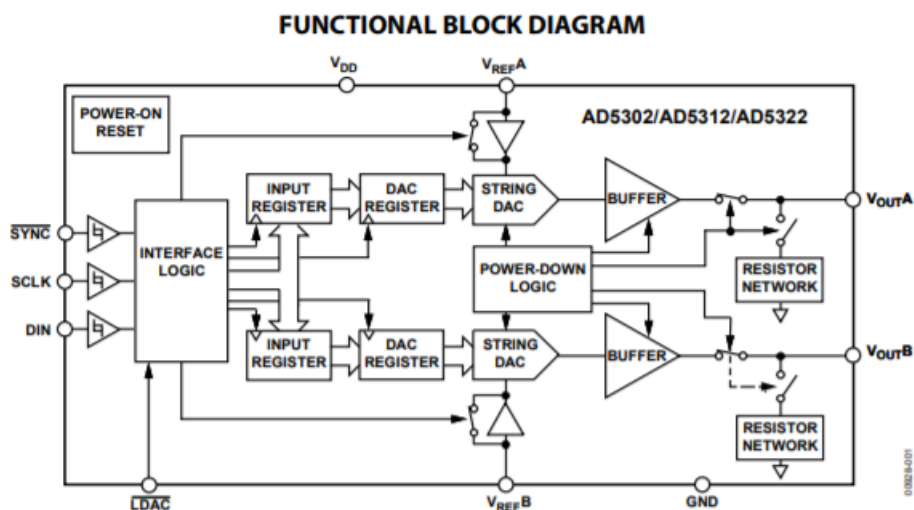 FUNCTIONAL BLOCK DIAGRAM
VDD
VREFA
POWER-ON
RESET
AD5302/AD5312/AD5322
INPUT
REGISTER
DAC
REGISTER
STRING
DAC
BUFFER
VOUTA
SYNC
SCLK
DIN
INTERFACE
LOGIC
POWER-DOWN
LOGIC
RESISTOR
NETWORK
INPUT
REGISTER
DAC
REGISTER
STRING
DAC
BUFFER
VOUTB
RESISTOR
NETWORK
LDAC
VREFB
GND
00928-001